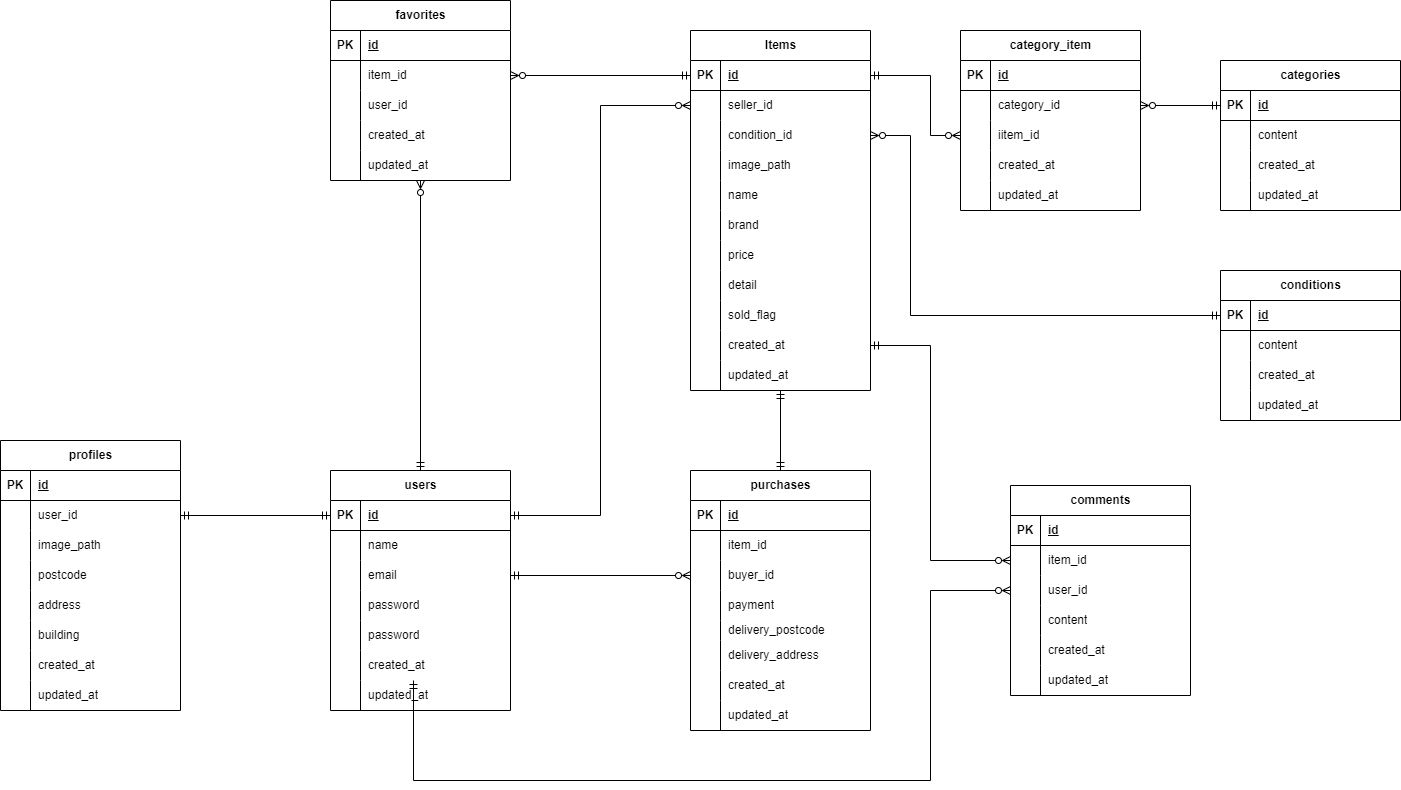 favorites
PK id
item_id
user_id
created_at
updated_at
Items
PK id
seller_id
condition_id
image_path
name
brand
price
detail
sold_flag
created_at
updated_at
category_item
PK id
category_id
iitem_id
created_at
updated_at
categories
PK id
content
created_at
updated_at
conditions
PK id
content
created_at
updated_at
profiles
PK id
user_id
image_path
postcode
address
building
created_at
updated_at
users
PK id
name
email
password
password
created_at
updated_at
purchases
PK id
item_id
buyer_id
payment
delivery_postcode
delivery_address
created_at
updated_at
comments
PK id
item_id
user_id
content
created_at
updated_at